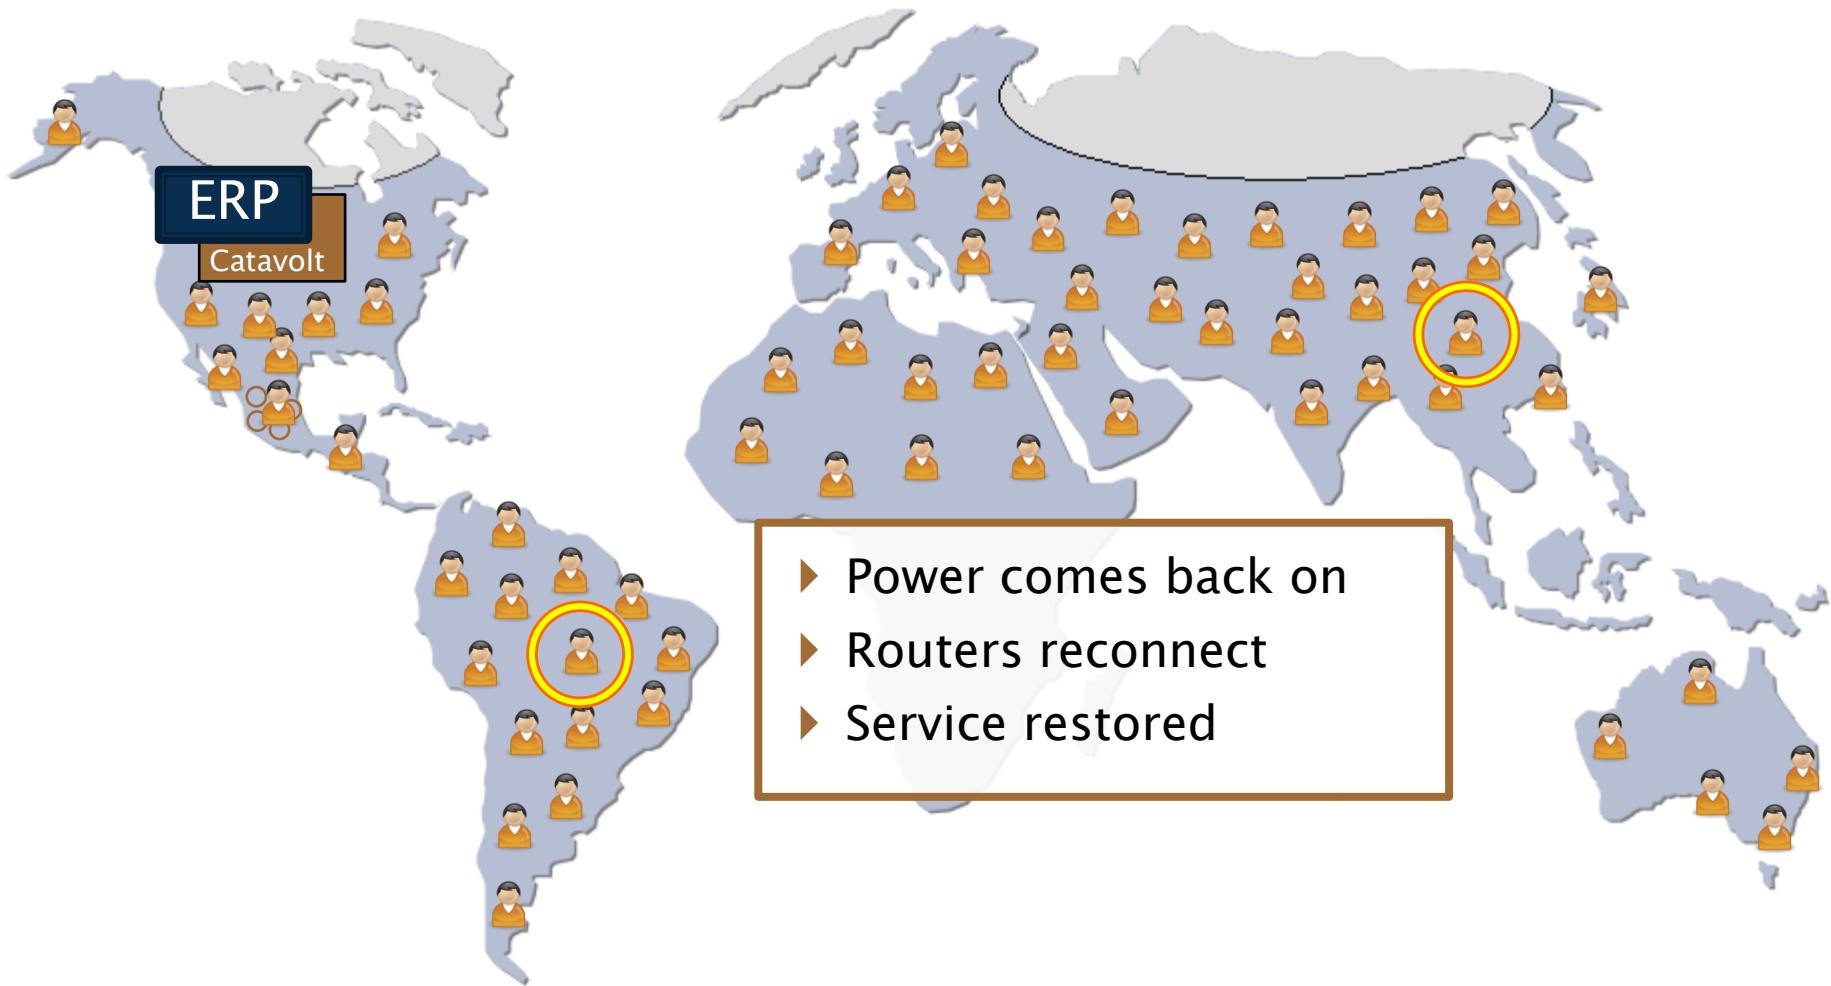 ERP
Catavolt
Power comes back on
Routers reconnect
Service restored